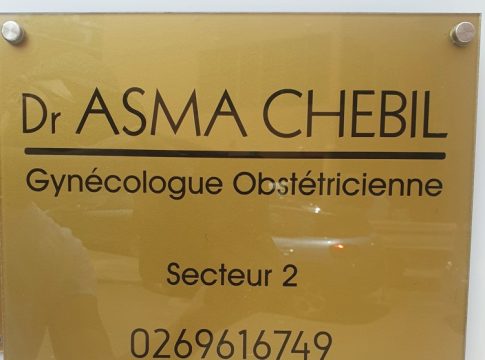 Dr ASMA CHEBIL
Gynécologue Obstétricienne
Secteur 2
0269616749